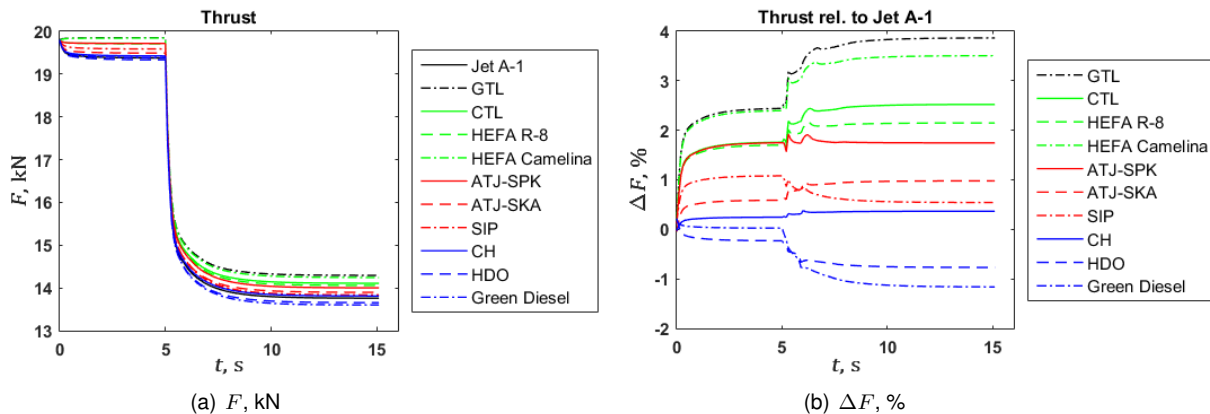 Thrust
F, kN
20
19
18
17
16
15
14
13
0
5
10
15
t, s
Jet A-1
GTL
CTL
HEFA R-8
HEFA Camelina
ATJ-SPK
ATJ-SKA
SIP
CH
HDO
Green Diesel
(a) F, kN
Thrust rel. to Jet A-1
ΔF, %
4
3
2
1
0
-1
-2
0
5
10
15
t, s
GTL
CTL
HEFA R-8
HEFA Camelina
ATJ-SPK
ATJ-SKA
SIP
CH
HDO
Green Diesel
(b) ΔF, %